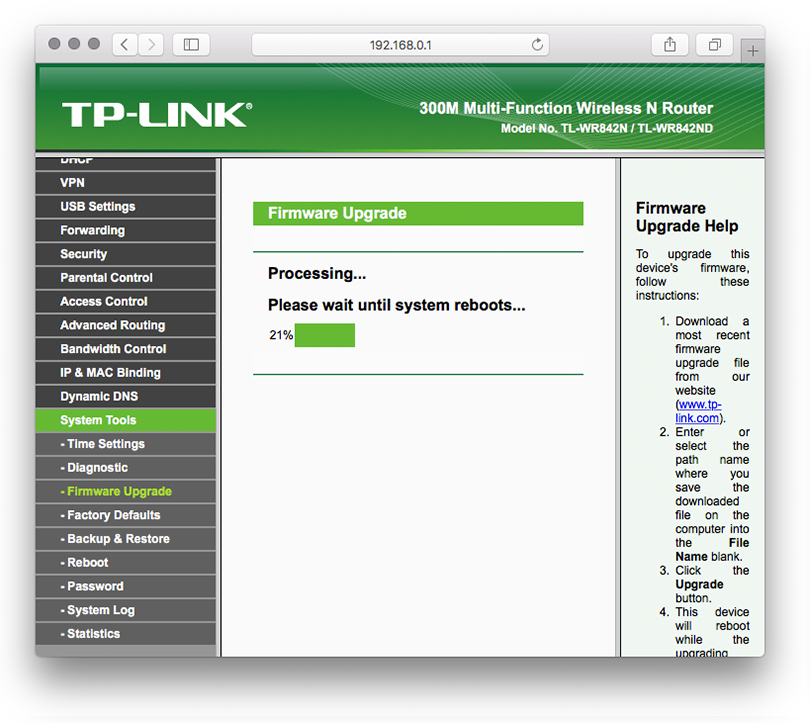 192.168.0.1
TP-LINK®
300M Multi-Function Wireless N Router
Model No. TL-WR842N / TL-WR842ND
DHCP
VPN
USB Settings
Forwarding
Security
Parental Control
Access Control
Advanced Routing
Bandwidth Control
IP & MAC Binding
Dynamic DNS
System Tools
- Time Settings
- Diagnostic
- Firmware Upgrade
- Factory Defaults
- Backup & Restore
- Reboot
- Password
- System Log
- Statistics
Firmware Upgrade
Processing...
Please wait until system reboots...
21%
Firmware
Upgrade Help
To upgrade this
device's firmware,
follow these
instructions:
1. Download a
most recent
firmware
upgrade file
from our
website
(www.tp-
link.com).
2. Enter or
select the
path name
where you
save the
downloaded
file on the
computer into
the File
Name blank.
3. Click the
Upgrade
button.
4. This device
will reboot
while the
upgrading